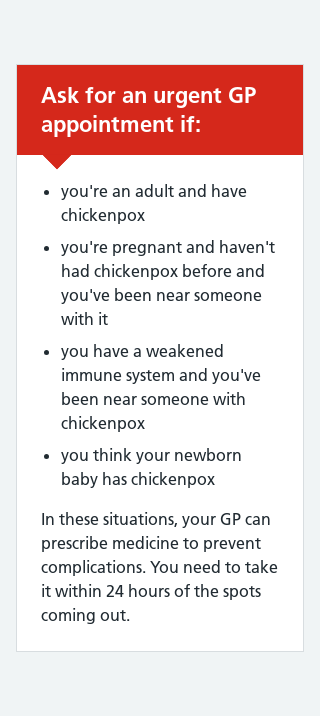 Ask for an urgent GP
appointment if:
• you're an adult and have
chickenpox
• you're pregnant and haven't
had chickenpox before and
you've been near someone
with it
• you have a weakened
immune system and you've
been near someone with
chickenpox
• you think your newborn
baby has chickenpox
In these situations, your GP can
prescribe medicine to prevent
complications. You need to take
it within 24 hours of the spots
coming out.